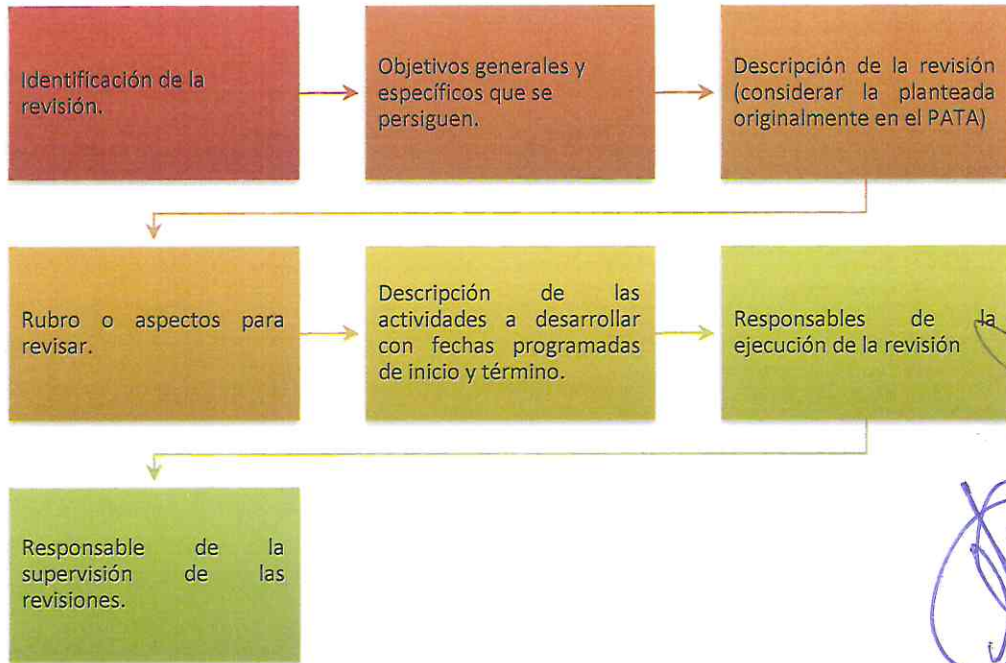 Identificación de la
revisión.
Objetivos generales y
específicos que se
persiguen.
Descripción de la revisión
(considerar la planteada
originalmente en el PATA)
Rubro o aspectos para
revisar.
Descripción de las
actividades a desarrollar
con fechas programadas
de inicio y término.
Responsables de la
ejecución de la revisión
Responsable de la
supervisión de las
revisiones.